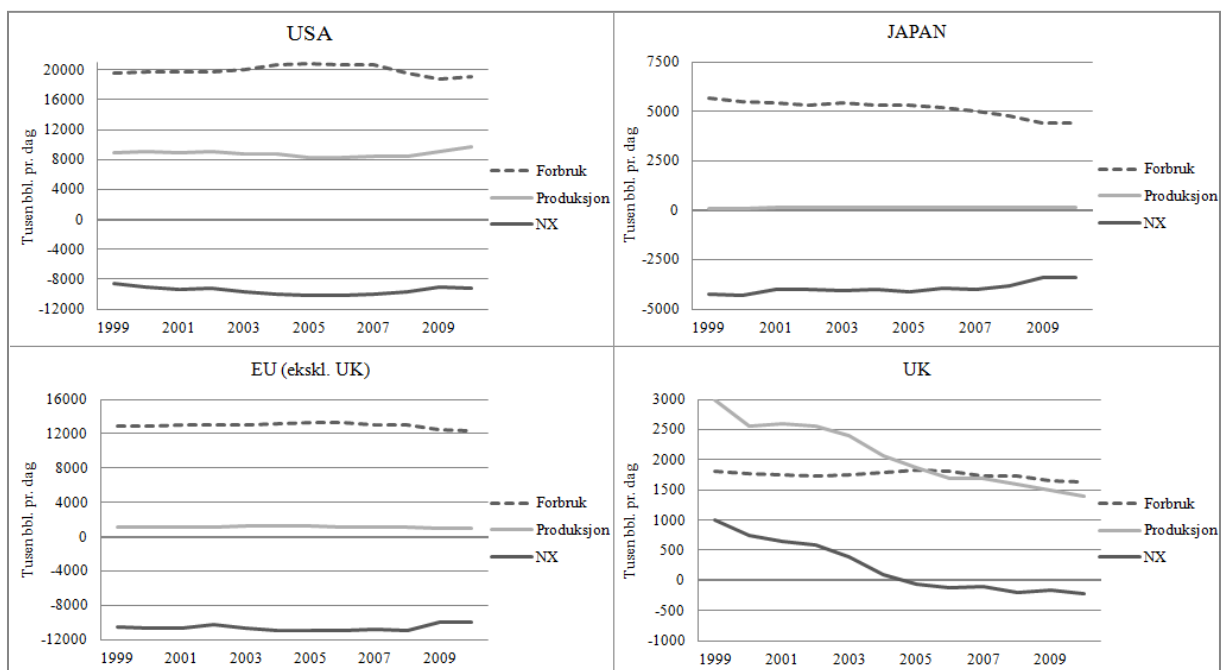 USA
Tusen bbl. pr. dag
20000
16000
12000
8000
4000
0
-4000
-8000
-12000
1999 2001 2003 2005 2007 2009
Forbruk
Produksjon
NX
JAPAN
Tusen bbl. pr. dag
7500
5000
2500
0
-2500
-5000
1999 2001 2003 2005 2007 2009
Forbruk
Produksjon
NX
EU (ekskl. UK)
Tusen bbl. pr. dag
16000
12000
8000
4000
0
-4000
-8000
-12000
1999 2001 2003 2005 2007 2009
Forbruk
Produksjon
NX
UK
Tusen bbl. pr. dag
3000
2500
2000
1500
1000
500
0
-500
-1000
1999 2001 2003 2005 2007 2009
Forbruk
Produksjon
NX